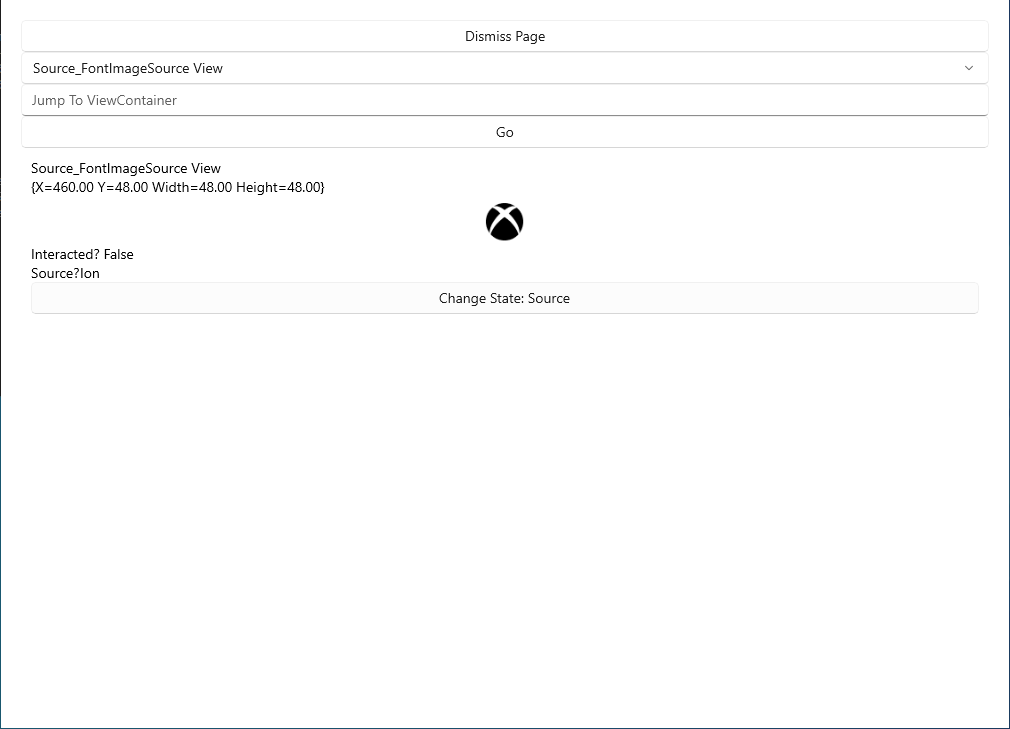 Dismiss Page
Source_FontImageSource View
Jump To ViewContainer
Go
Source_FontImageSource View
{X=460.00 Y=48.00 Width=48.00 Height=48.00}
Interacted? False
Source?Ion
Change State: Source